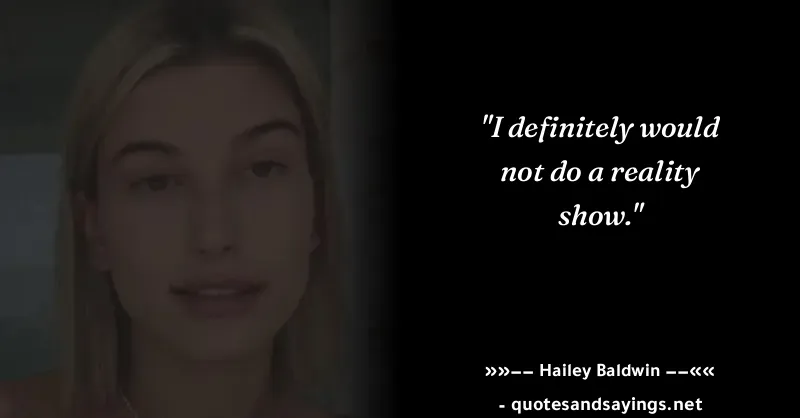 "I definitely would
not do a reality
show."
»»—— Hailey Baldwin ——««
- quotesandsayings.net